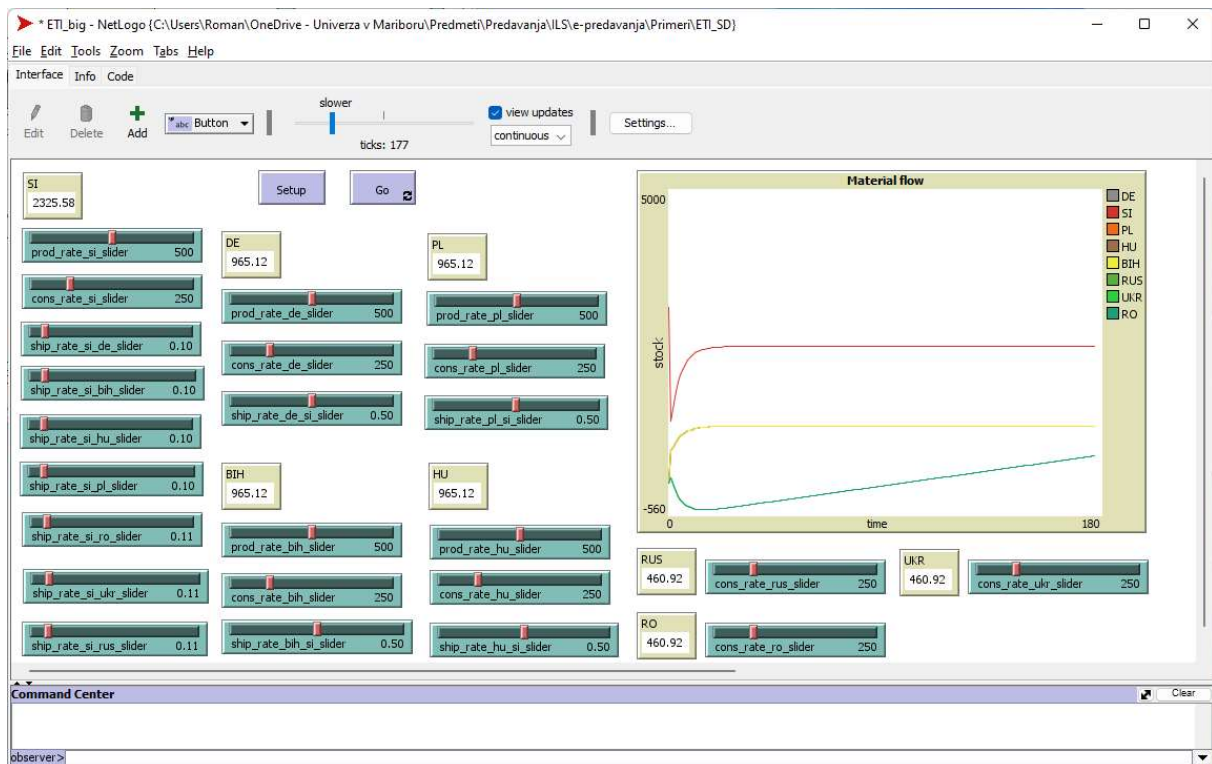 * ETI_big - NetLogo {C:\Users\Roman\OneDrive - Univerza v Mariboru\Predmeti\Predavanja\ILS\e-predavanja\Primeri\ETI_SD}
File Edit Tools Zoom Tabs Help
Interface Info Code
Edit Delete Add abc Button slower ticks: 177 view updates continuous Settings...
SI
2325.58
Setup Go
prod_rate_si_slider 500
cons_rate_si_slider 250
ship_rate_si_de_slider 0.10
ship_rate_si_bih_slider 0.10
ship_rate_si_hu_slider 0.10
ship_rate_si_pl_slider 0.10
ship_rate_si_ro_slider 0.11
ship_rate_si_ukr_slider 0.11
ship_rate_si_rus_slider 0.11
DE
965.12
prod_rate_de_slider 500
cons_rate_de_slider 250
ship_rate_de_si_slider 0.50
BIH
965.12
prod_rate_bih_slider 500
cons_rate_bih_slider 250
ship_rate_bih_si_slider 0.50
PL
965.12
prod_rate_pl_slider 500
cons_rate_pl_slider 250
ship_rate_pl_si_slider 0.50
HU
965.12
prod_rate_hu_slider 500
cons_rate_hu_slider 250
ship_rate_hu_si_slider 0.50
Material flow
5000
stock
-560
0 time 180
DE
SI
PL
HU
BIH
RUS
UKR
RO
RUS
460.92
cons_rate_rus_slider 250
UKR
460.92
cons_rate_ukr_slider 250
RO
460.92
cons_rate_ro_slider 250
Command Center Clear
observer>